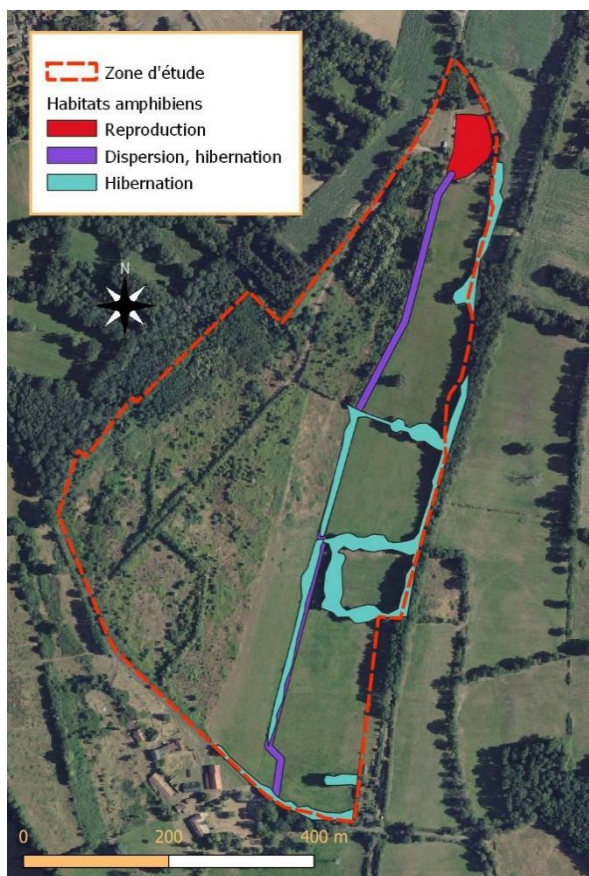 Zone d'étude
Habitats amphibiens
Reproduction
Dispersion, hibernation
Hibernation
N
0 200 400 m